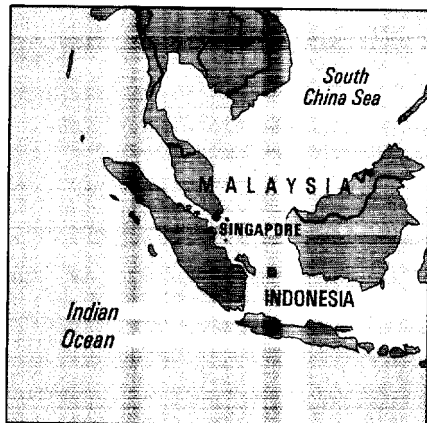 South
China Sea
MALAYSIA
SINGAPORE
INDONESIA
Indian
Ocean